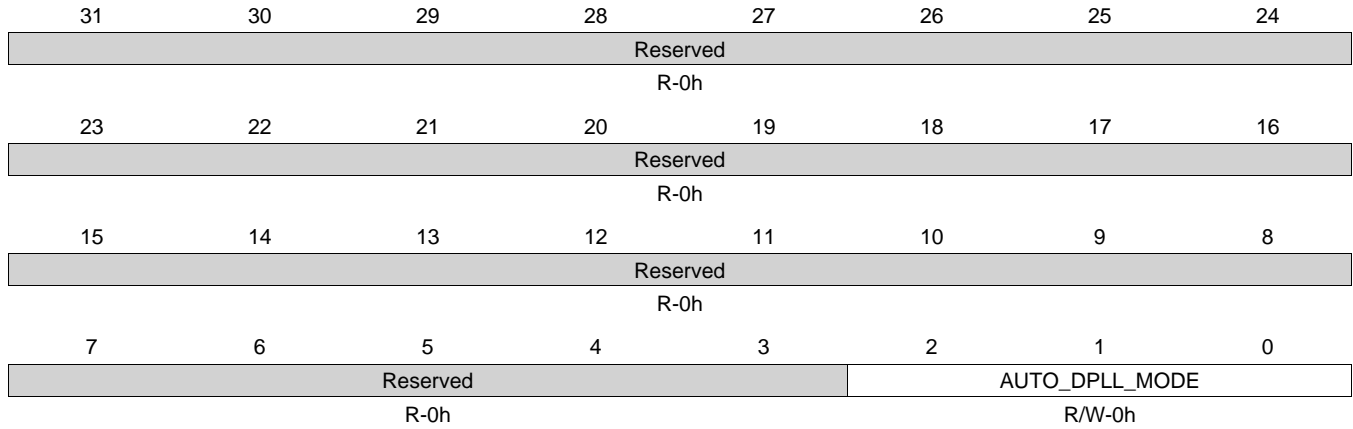 31 30 29 28 27 26 25 24
Reserved
R-0h
23 22 21 20 19 18 17 16
Reserved
R-0h
15 14 13 12 11 10 9 8
Reserved
R-0h
7 6 5 4 3 2 1 0
Reserved AUTO_DPLL_MODE
R-0h R/W-0h